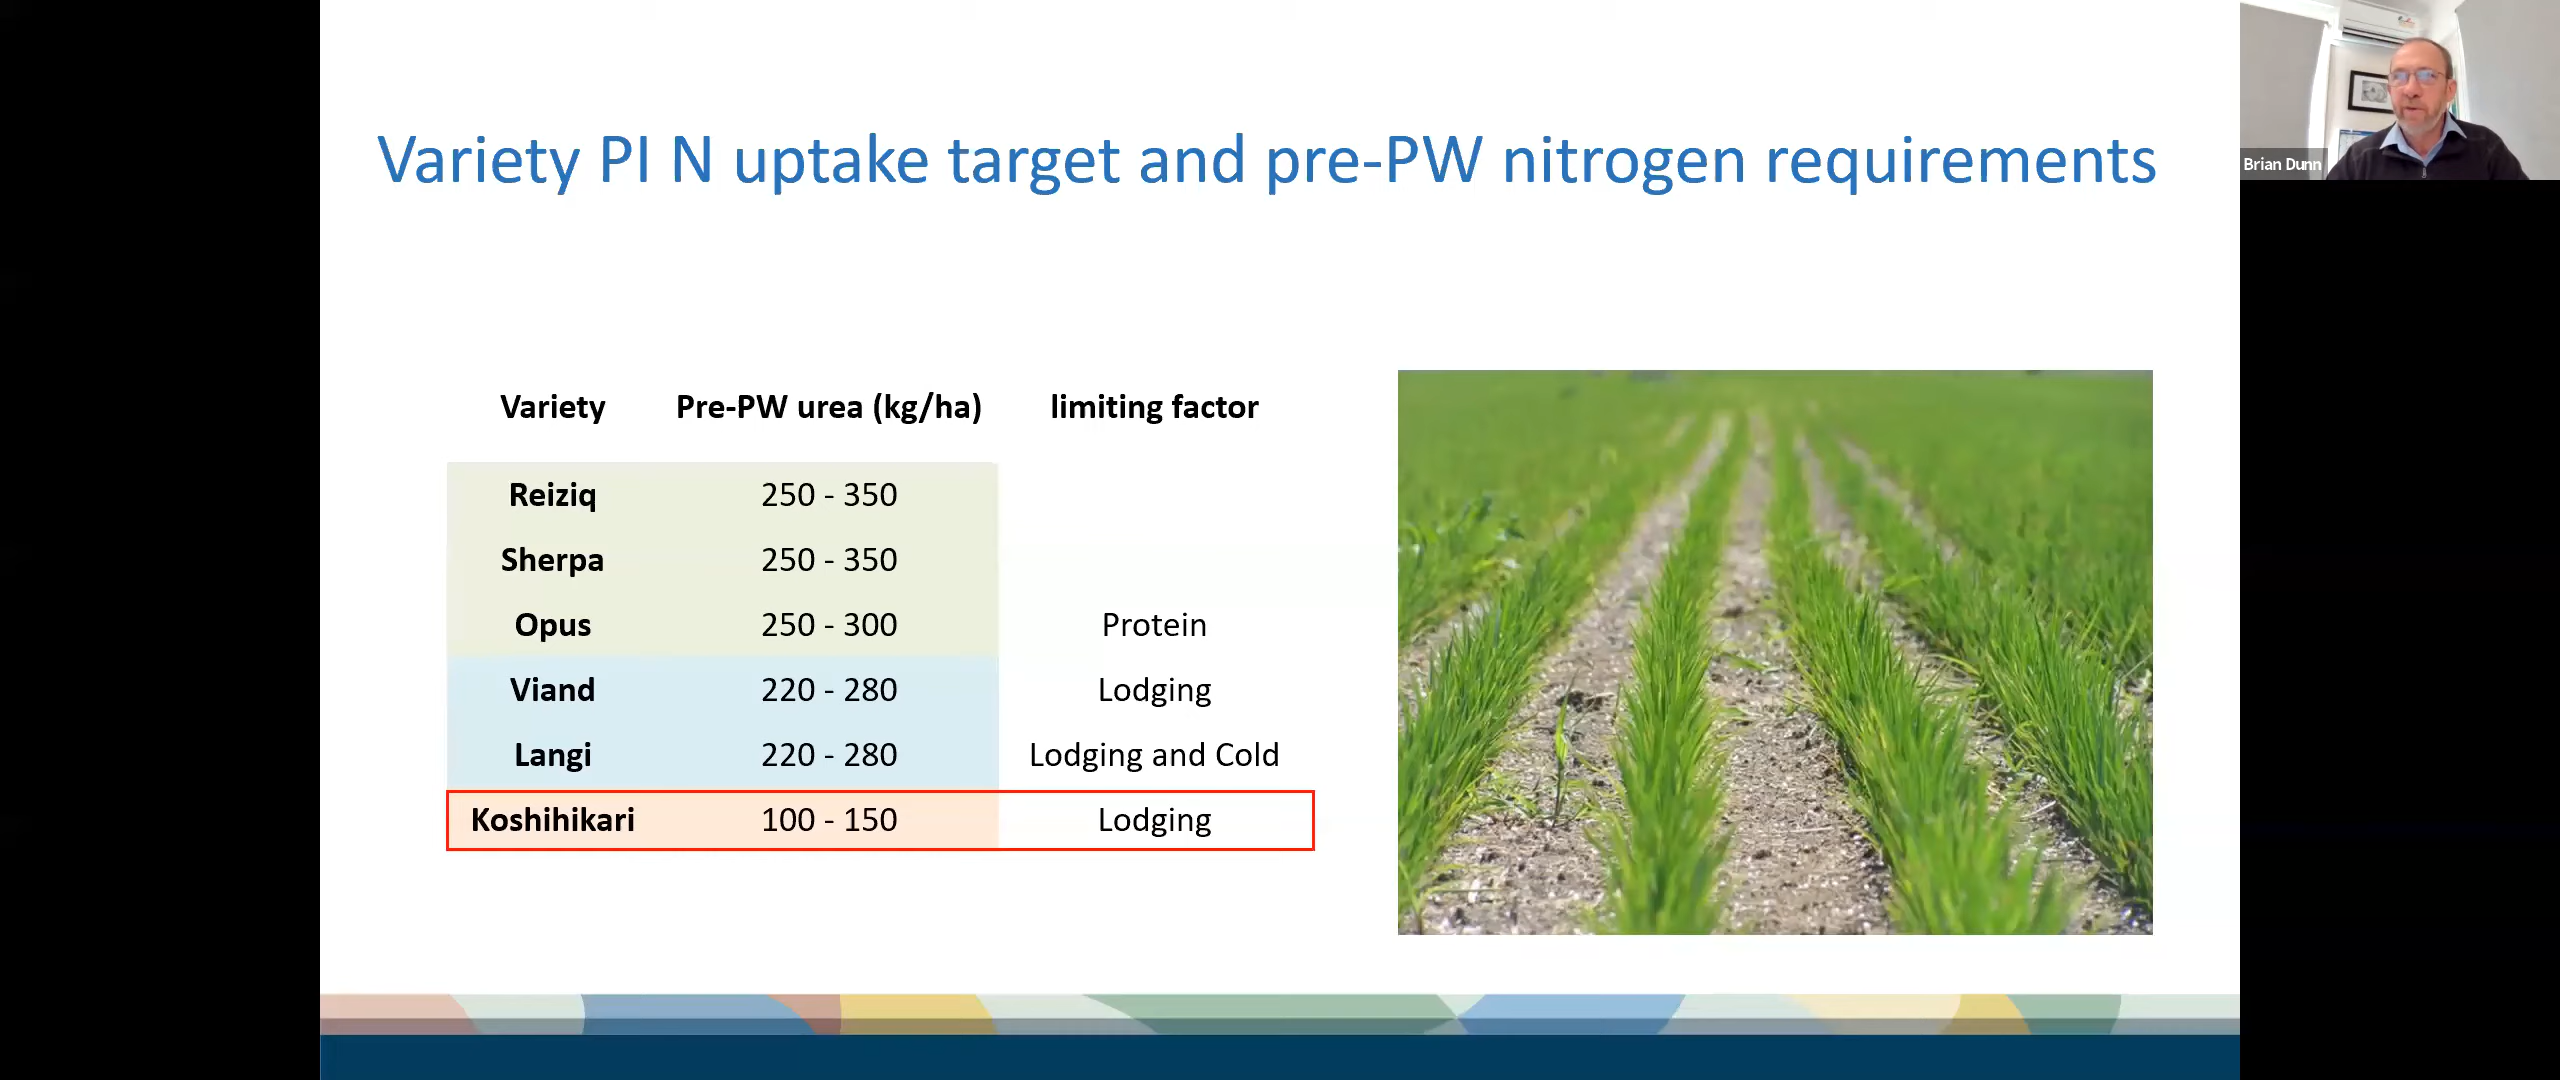 Variety PI N uptake target and pre-PW nitrogen requirements
Brian Dunn
Variety Pre-PW urea (kg/ha) limiting factor
Reiziq 250 - 350
Sherpa 250 - 350
Opus 250 - 300 Protein
Viand 220 - 280 Lodging
Langi 220 - 280 Lodging and Cold
Koshihikari 100 - 150 Lodging